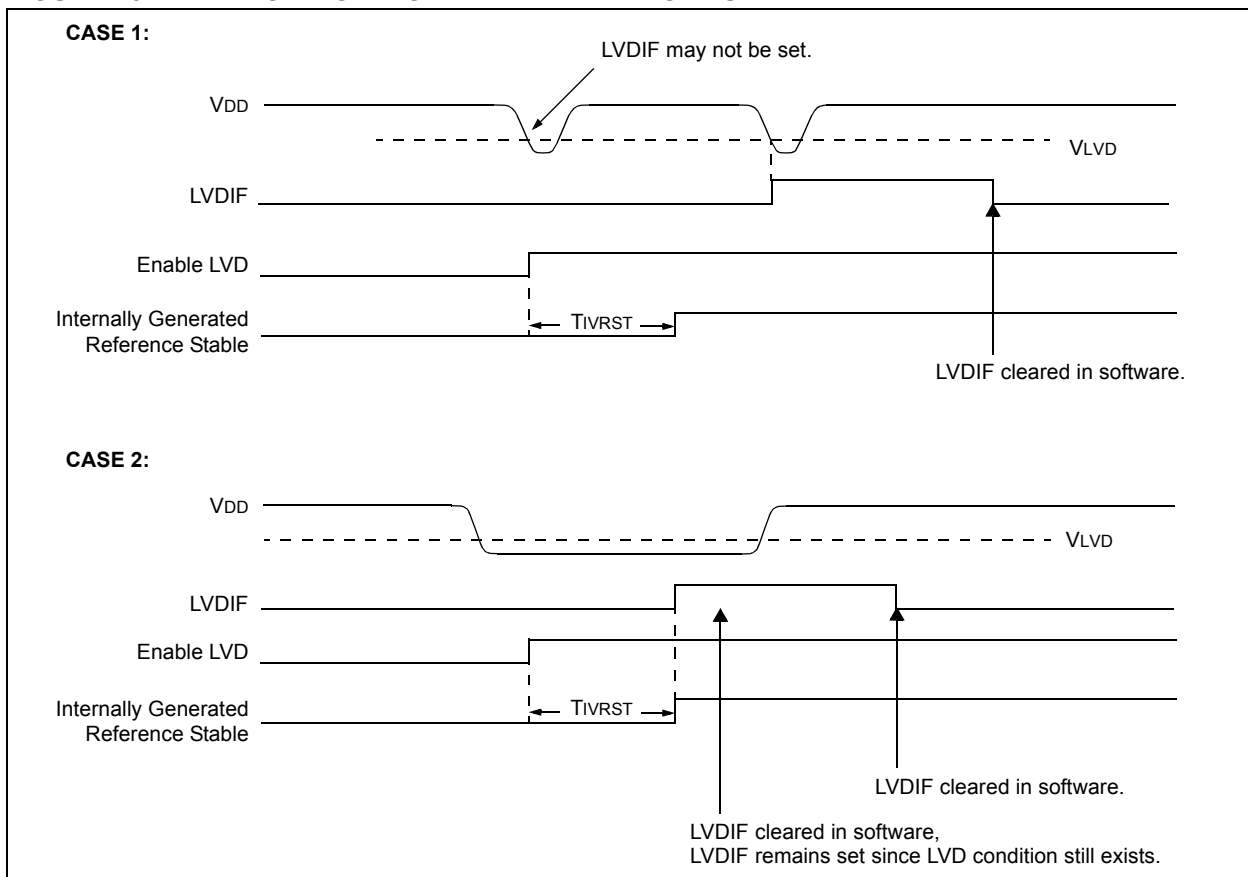 CASE 1:
LVDIF may not be set.
VDD
VLVD
LVDIF
Enable LVD
Internally Generated
Reference Stable
TIVRST
LVDIF cleared in software.
CASE 2:
VDD
VLVD
LVDIF
Enable LVD
Internally Generated
Reference Stable
TIVRST
LVDIF cleared in software.
LVDIF cleared in software,
LVDIF remains set since LVD condition still exists.